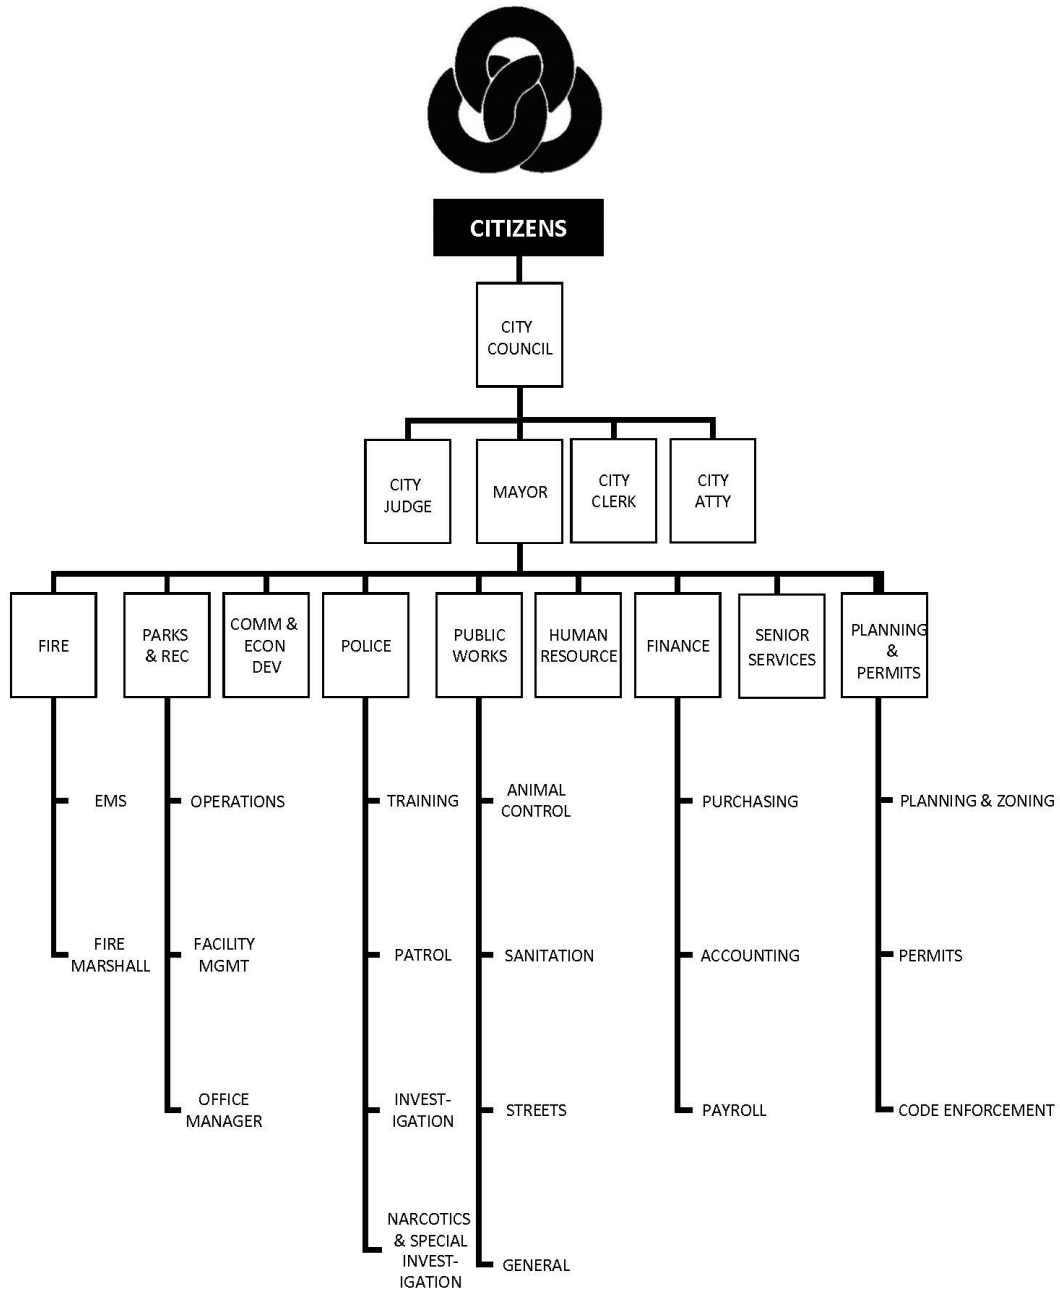 CITIZENS
CITY
COUNCIL
CITY
JUDGE
MAYOR
CITY
CLERK
CITY
ATTY
FIRE
PARKS
& REC
COMM &
ECON
DEV
POLICE
PUBLIC
WORKS
HUMAN
RESOURCE
FINANCE
SENIOR
SERVICES
PLANNING
&
PERMITS
EMS
OPERATIONS
TRAINING
ANIMAL
CONTROL
PURCHASING
PLANNING & ZONING
FIRE
MARSHALL
FACILITY
MGMT
PATROL
SANITATION
ACCOUNTING
PERMITS
OFFICE
MANAGER
INVEST-
IGATION
STREETS
PAYROLL
CODE ENFORCEMENT
NARCOTICS
& SPECIAL
INVEST-
IGATION
GENERAL